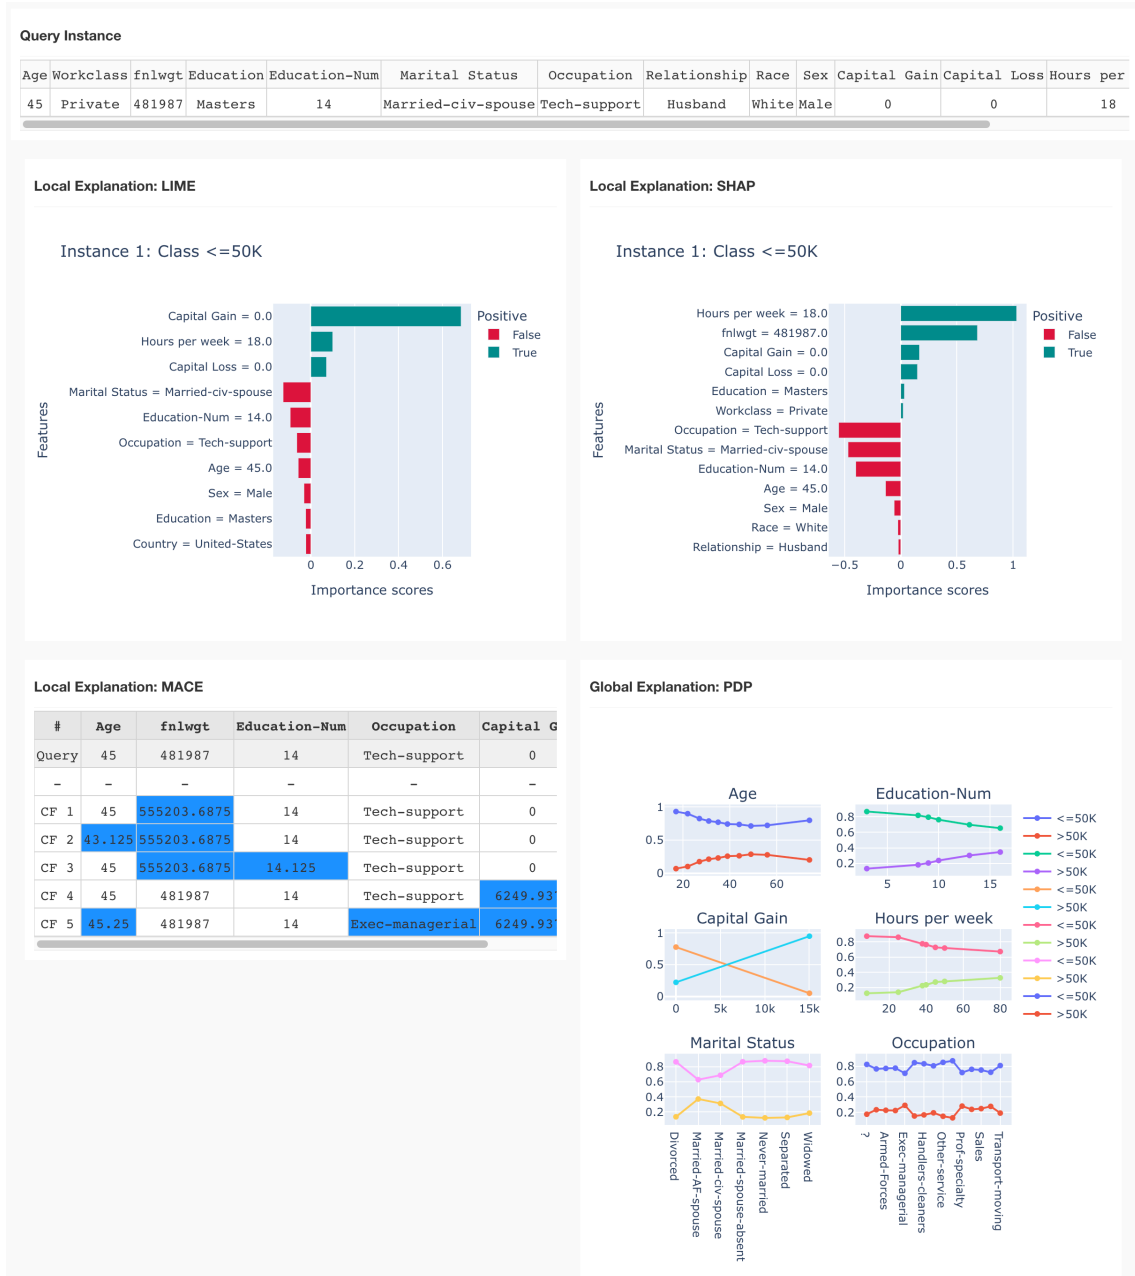 Query Instance
Age Workclass fnlwgt Education Education-Num Marital Status Occupation Relationship Race Sex Capital Gain Capital Loss Hours per
45 Private 481987 Masters 14 Married-civ-spouse Tech-support Husband White Male 0 0 18
Local Explanation: LIME
Instance 1: Class <=50K
Capital Gain = 0.0
Hours per week = 18.0
Capital Loss = 0.0
Marital Status = Married-civ-spouse
Education-Num = 14.0
Occupation = Tech-support
Age = 45.0
Sex = Male
Education = Masters
Country = United-States
Features
0 0.2 0.4 0.6
Importance scores
Positive
False
True
Local Explanation: SHAP
Instance 1: Class <=50K
Hours per week = 18.0
fnlwgt = 481987.0
Capital Gain = 0.0
Capital Loss = 0.0
Education = Masters
Workclass = Private
Occupation = Tech-support
Marital Status = Married-civ-spouse
Education-Num = 14.0
Age = 45.0
Sex = Male
Race = White
Relationship = Husband
Features
−0.5 0 0.5 1
Importance scores
Positive
False
True
Local Explanation: MACE
# Age fnlwgt Education-Num Occupation Capital G
Query 45 481987 14 Tech-support 0
– – – – – –
CF 1 45 555203.6875 14 Tech-support 0
CF 2 43.125 555203.6875 14 Tech-support 0
CF 3 45 555203.6875 14.125 Tech-support 0
CF 4 45 481987 14 Tech-support 6249.93
CF 5 45.25 481987 14 Exec-managerial 6249.93
Global Explanation: PDP
Age
1
0.5
0
20 40 60
Education-Num
0.8
0.6
0.4
0.2
5 10 15
Capital Gain
1
0.5
0
0 5k 10k 15k
Hours per week
0.8
0.6
0.4
0.2
20 40 60 80
Marital Status
0.8
0.6
0.4
0.2
Divorced
Married-AF-spouse
Married-civ-spouse
Married-spouse-absent
Never-married
Separated
Widowed
Occupation
0.8
0.6
0.4
0.2
?
Armed-Forces
Exec-managerial
Handlers-cleaners
Other-service
Prof-specialty
Sales
Transport-moving
<=50K
>50K
<=50K
>50K
<=50K
>50K
<=50K
>50K
<=50K
>50K
<=50K
>50K